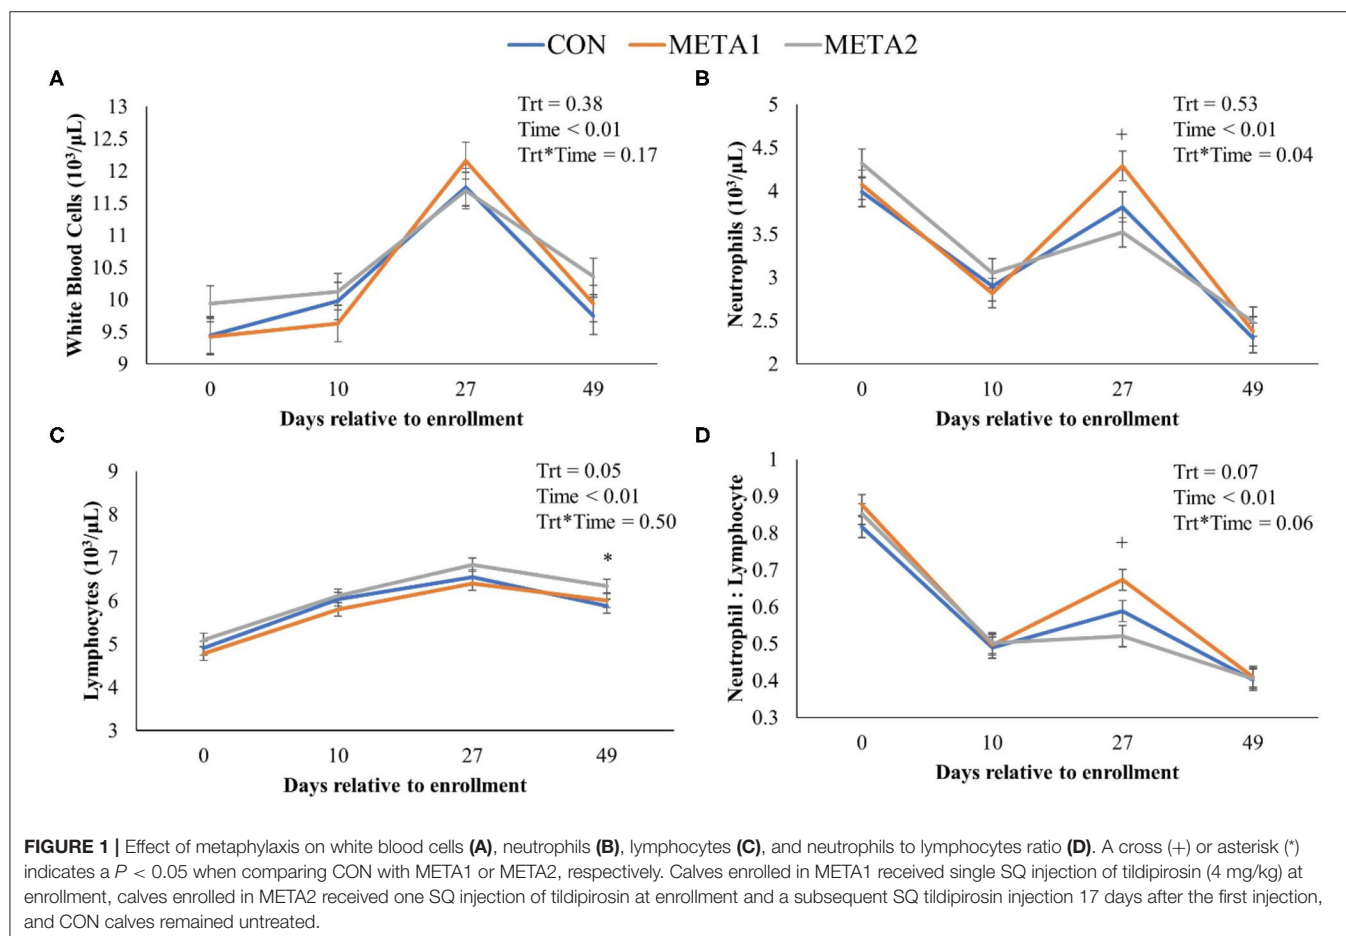 CON META1 META2
A
Trt = 0.38
Time < 0.01
Trt*Time = 0.17
White Blood Cells (10³/µL)
13
12.5
12
11.5
11
10.5
10
9.5
9
0 10 27 49
Days relative to enrollment
B
Trt = 0.53
Time < 0.01
Trt*Time = 0.04
Neutrophils (10³/µL)
5
4.5
4
3.5
3
2.5
2
+
0 10 27 49
Days relative to enrollment
C
Trt = 0.05
Time < 0.01
Trt*Time = 0.50
Lymphocytes (10³/µL)
9
8
7
6
5
4
3
*
0 10 27 49
Days relative to enrollment
D
Trt = 0.07
Time < 0.01
Trt*Time = 0.06
Neutrophil : Lymphocyte
1
0.9
0.8
0.7
0.6
0.5
0.4
0.3
+
0 10 27 49
Days relative to enrollment
FIGURE 1 | Effect of metaphylaxis on white blood cells (A), neutrophils (B), lymphocytes (C), and neutrophils to lymphocytes ratio (D). A cross (+) or asterisk (*)
indicates a P < 0.05 when comparing CON with META1 or META2, respectively. Calves enrolled in META1 received single SQ injection of tildipirosin (4 mg/kg) at
enrollment, calves enrolled in META2 received one SQ injection of tildipirosin at enrollment and a subsequent SQ tildipirosin injection 17 days after the first injection,
and CON calves remained untreated.